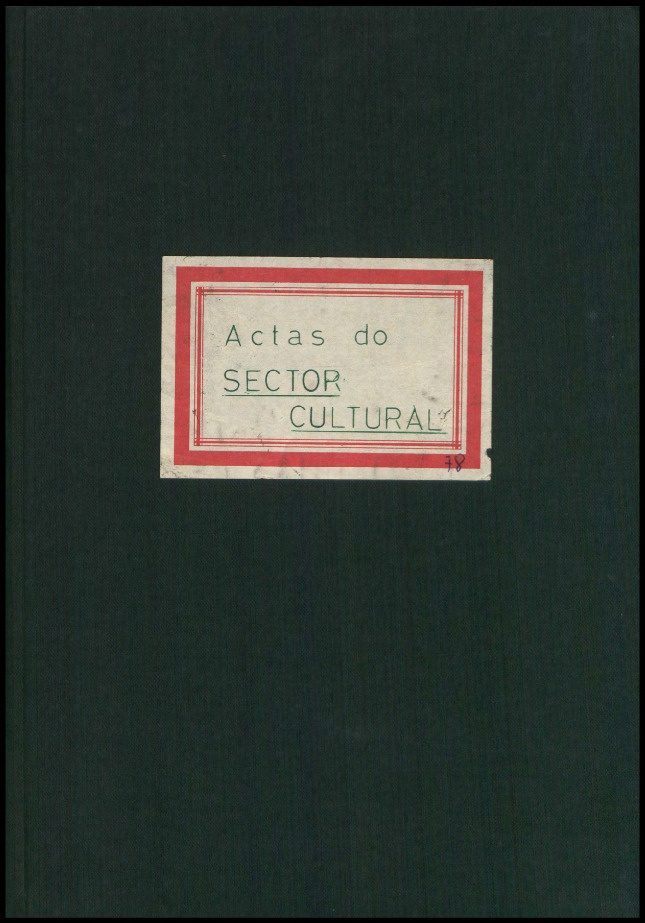 Actas do
SECTOR
CULTURAL
78